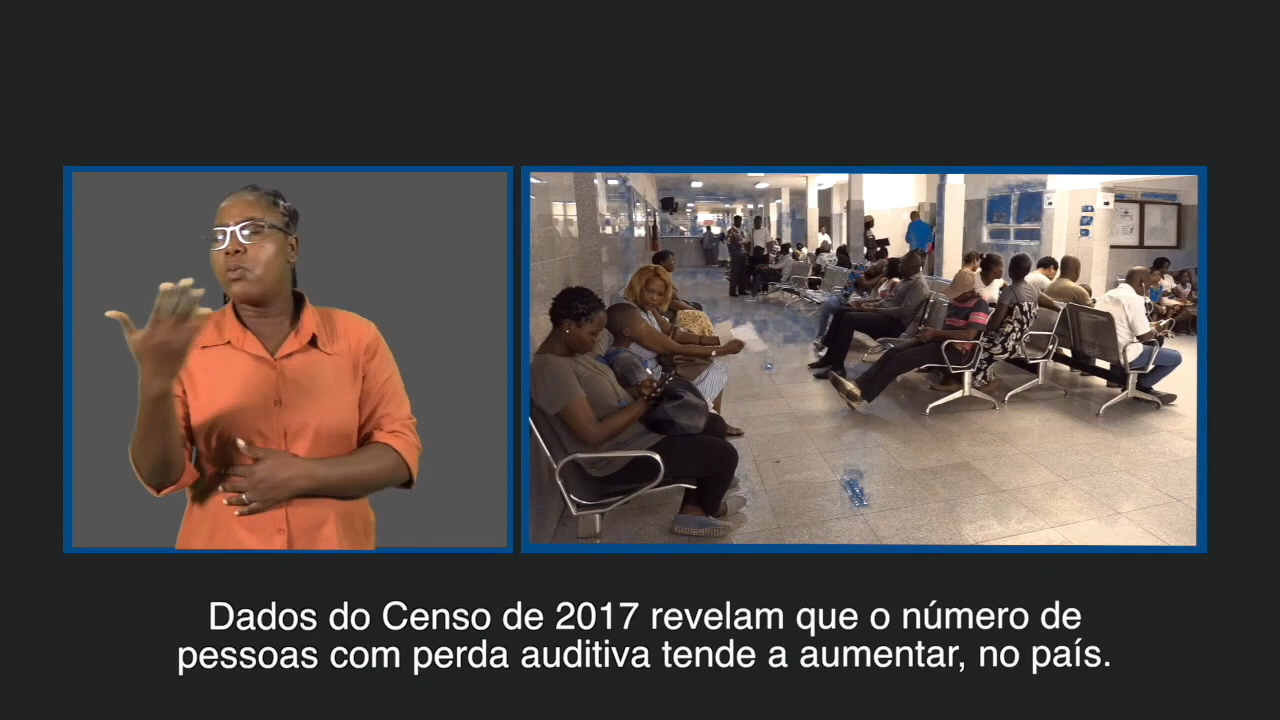 Dados do Censo de 2017 revelam que o número de
pessoas com perda auditiva tende a aumentar, no país.